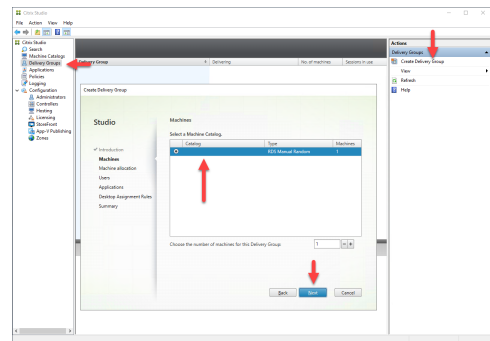 Citrix Studio
File Action View Help
Citrix Studio
Search
Machine Catalogs
Delivery Groups
Applications
Policies
Logging
Configuration
Administrators
Controllers
Hosting
Licensing
StoreFront
App-V Publishing
Zones
Delivery Group Delivering No. of machines Sessions in use
Create Delivery Group
Studio
Introduction
Machines
Machine allocation
Users
Applications
Desktop Assignment Rules
Summary
Machines
Select a Machine Catalog.
Catalog Type Machines
RDS Manual Random 1
Choose the number of machines for this Delivery Group: 1 - +
Back Next Cancel
Actions
Delivery Groups
Create Delivery Group
View
Refresh
Help